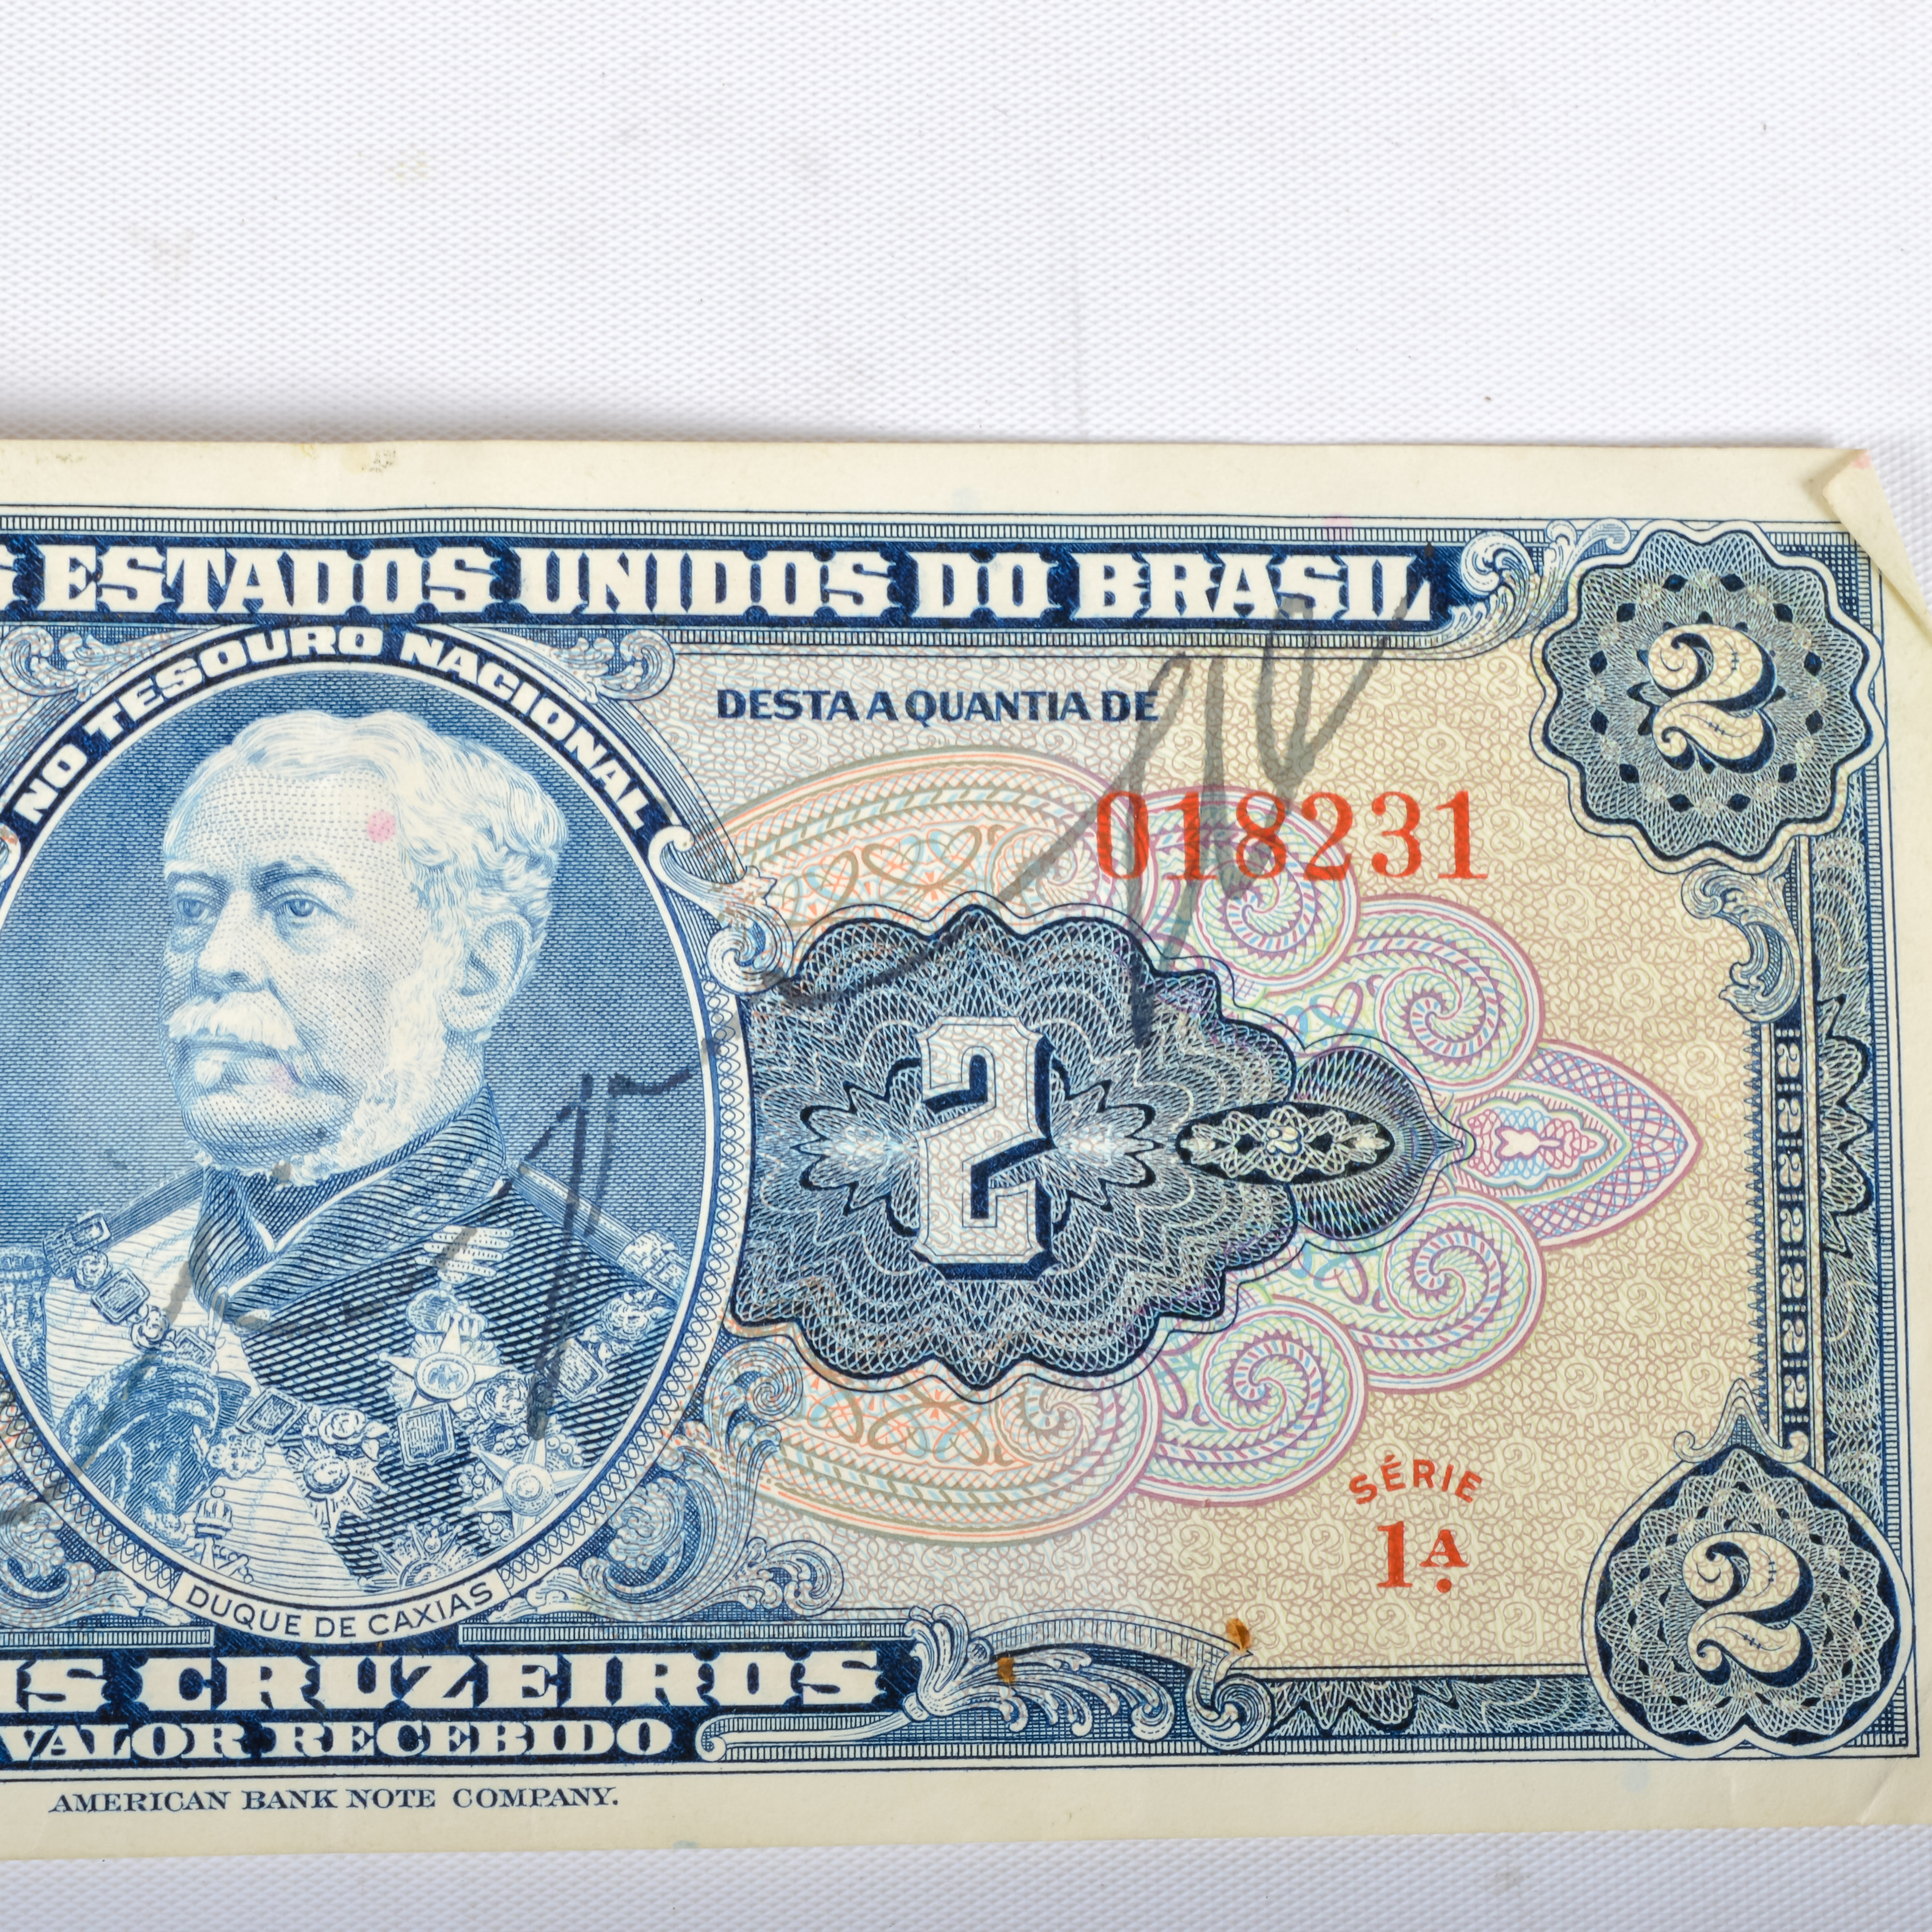 S ESTADOS UNIDOS DO BRASIL
NO TESOURO NACIONAL
DESTA A QUANTIA DE
2
018231
2
SÉRIE
1A.
DUQUE DE CAXIAS
2
IS CRUZEIROS
VALOR RECEBIDO
AMERICAN BANK NOTE COMPANY.